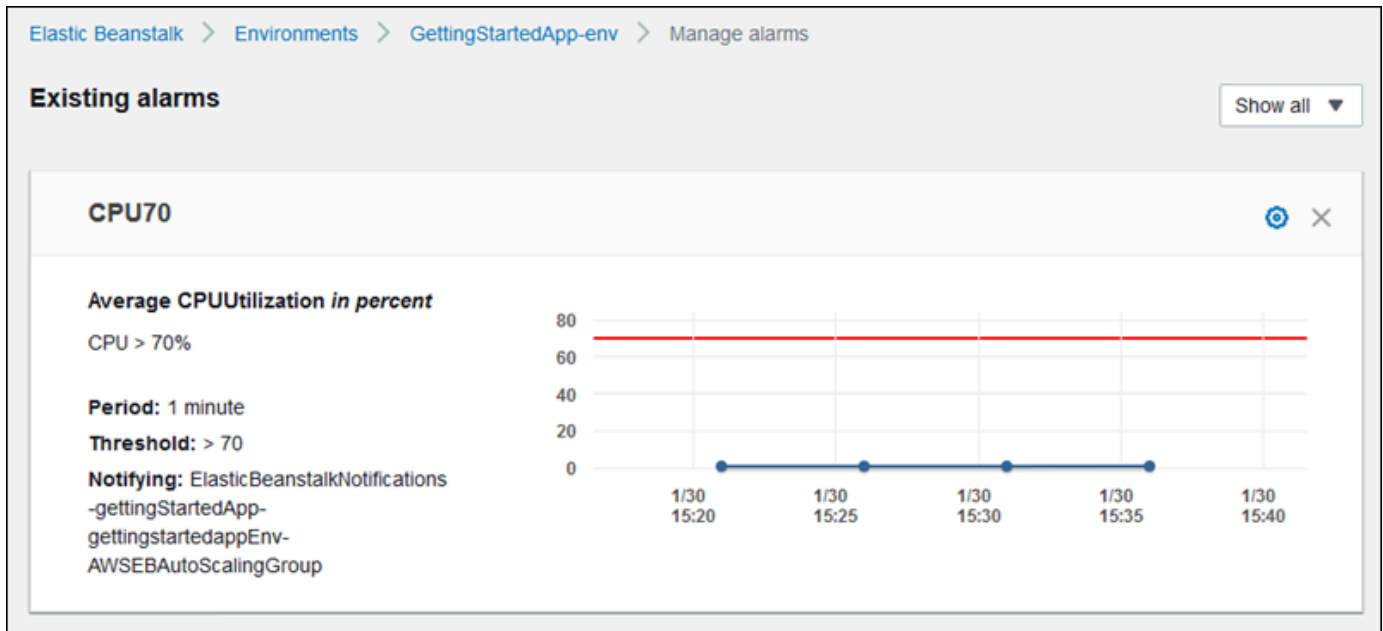 Elastic Beanstalk > Environments > GettingStartedApp-env > Manage alarms
Existing alarms
Show all
CPU70
Average CPUUtilization in percent
CPU > 70%
Period: 1 minute
Threshold: > 70
Notifying: ElasticBeanstalkNotifications
-gettingStartedApp-
gettingstartedappEnv-
AWSEBAutoScalingGroup
80
60
40
20
0
1/30 1/30 1/30 1/30 1/30
15:20 15:25 15:30 15:35 15:40